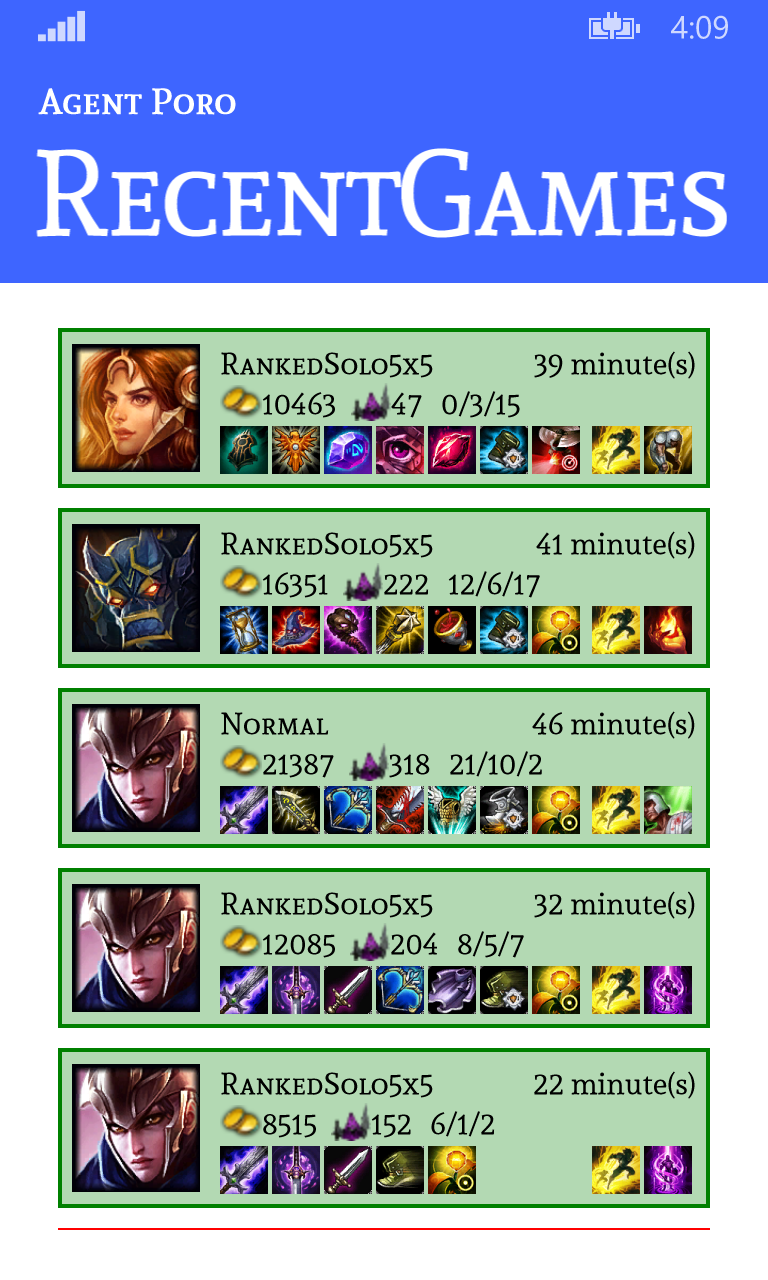 4:09
Agent Poro
RecentGames
RankedSolo5x5 39 minute(s)
10463 47 0/3/15
RankedSolo5x5 41 minute(s)
16351 222 12/6/17
Normal 46 minute(s)
21387 318 21/10/2
RankedSolo5x5 32 minute(s)
12085 204 8/5/7
RankedSolo5x5 22 minute(s)
8515 152 6/1/2